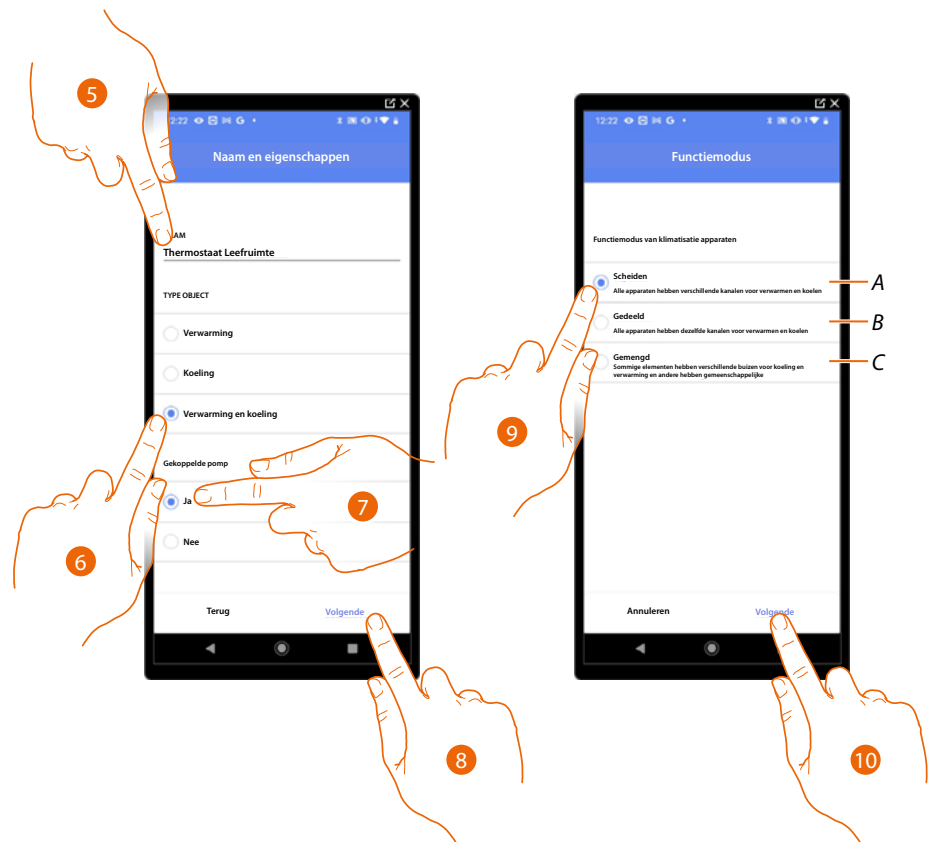 5
12:22 G
Naam en eigenschappen
Thermostaat Leefruimte
TYPE OBJECT
Verwarming
Koeling
Verwarming en koeling
Gekoppelde pomp
Ja
7
Nee
6
Terug
Volgende
8
12:22 G
Functiemodus
Functiemodus van klimatisatie apparaten
Scheiden
Alle apparaten hebben verschillende kanalen voor verwarmen en koelen
A
Gedeeld
Alle apparaten hebben dezelfde kanalen voor verwarmen en koelen
B
Gemengd
Sommige elementen hebben verschillende buizen voor koeling en
verwarming en andere hebben gemeenschappelijke
C
9
Annuleren
Volgende
10